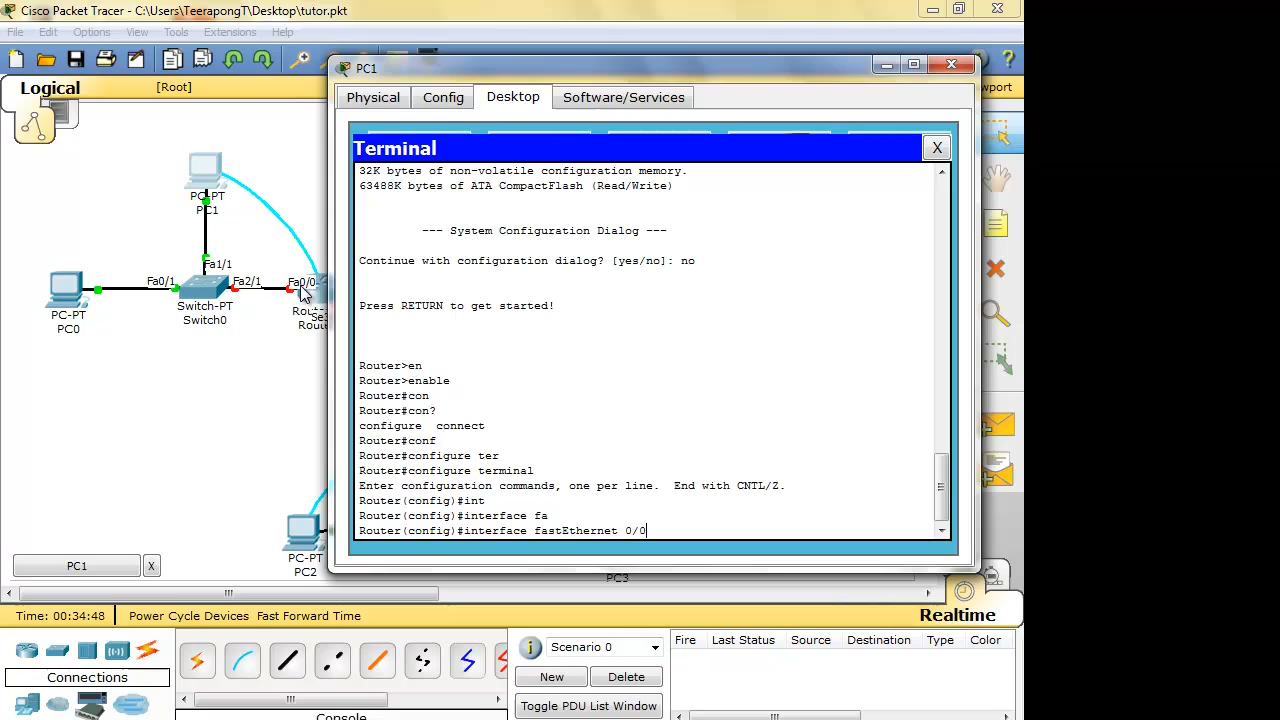 Cisco Packet Tracer - C:\Users\TeerapongT\Desktop\tutor.pkt
File Edit Options View Tools Extensions Help
Logical
[Root]
PC1
Physical Config Desktop Software/Services
Terminal
X
32K bytes of non-volatile configuration memory.
63488K bytes of ATA CompactFlash (Read/Write)
--- System Configuration Dialog ---
Continue with configuration dialog? [yes/no]: no
Press RETURN to get started!
Router>en
Router>enable
Router#con
Router#con?
configure connect
Router#conf
Router#configure ter
Router#configure terminal
Enter configuration commands, one per line. End with CNTL/Z.
Router(config)#int
Router(config)#interface fa
Router(config)#interface fastEthernet 0/0
PC-PT
PC1
Fa1/1
Fa0/1
Fa2/1
Fa0/0
PC-PT
PC0
Switch-PT
Switch0
Rou
Rou
Se
PC-PT
PC2
PC3
PC1
X
Time: 00:34:48
Power Cycle Devices Fast Forward Time
Realtime
Connections
Console
Scenario 0
New
Delete
Toggle PDU List Window
Fire Last Status Source Destination Type Color